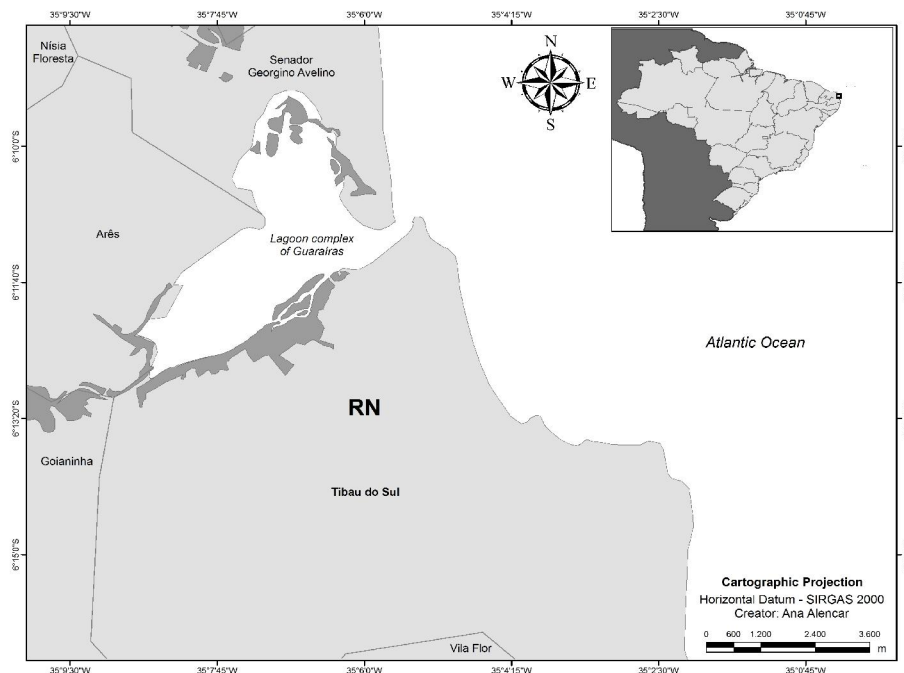 35°9'30"W 35°7'45"W 35°6'0"W 35°4'15"W 35°2'30"W 35°0'45"W
Nísia
Floresta
Senador
Georgino Avelino
N
W E
S
6°10'0"S
Arês
Lagoon complex
of Guaraíras
6°11'40"S
Atlantic Ocean
RN
6°13'20"S
Goianinha
Tibau do Sul
6°15'0"S
Cartographic Projection
Horizontal Datum - SIRGAS 2000
Creator: Ana Alencar
0 600 1.200 2.400 3.600
m
Vila Flor
35°9'30"W 35°7'45"W 35°6'0"W 35°4'15"W 35°2'30"W 35°0'45"W